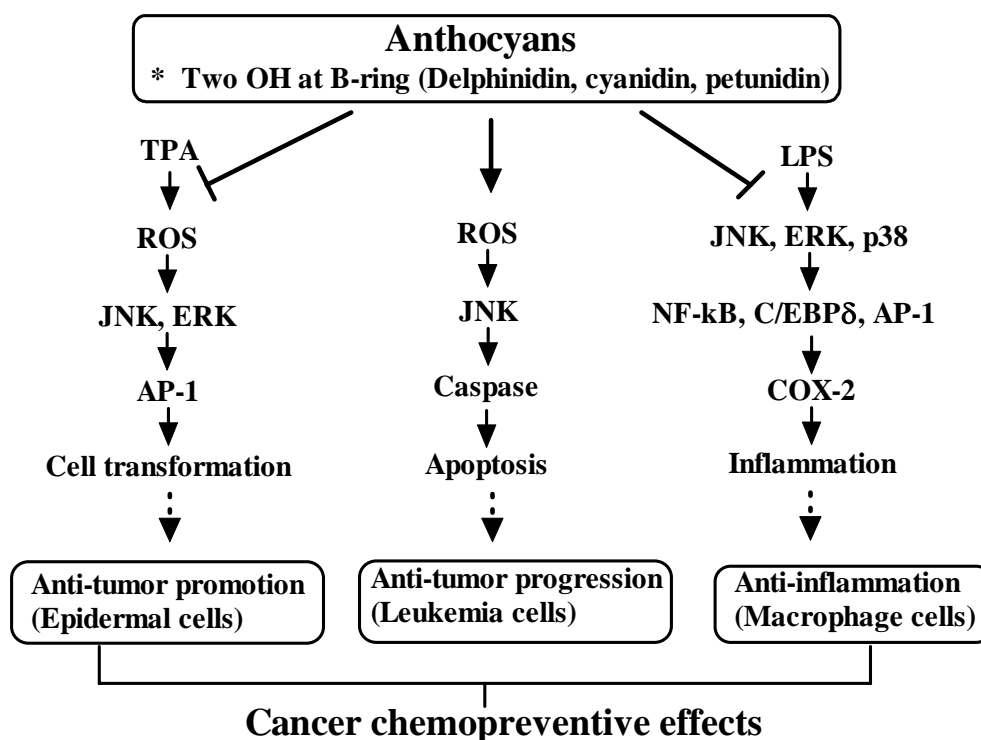 Anthocyans
* Two OH at B-ring (Delphinidin, cyanidin, petunidin)
TPA
ROS
JNK, ERK
AP-1
Cell transformation
Anti-tumor promotion
(Epidermal cells)
ROS
JNK
Caspase
Apoptosis
Anti-tumor progression
(Leukemia cells)
LPS
JNK, ERK, p38
NF-kB, C/EBPδ, AP-1
COX-2
Inflammation
Anti-inflammation
(Macrophage cells)
Cancer chemopreventive effects